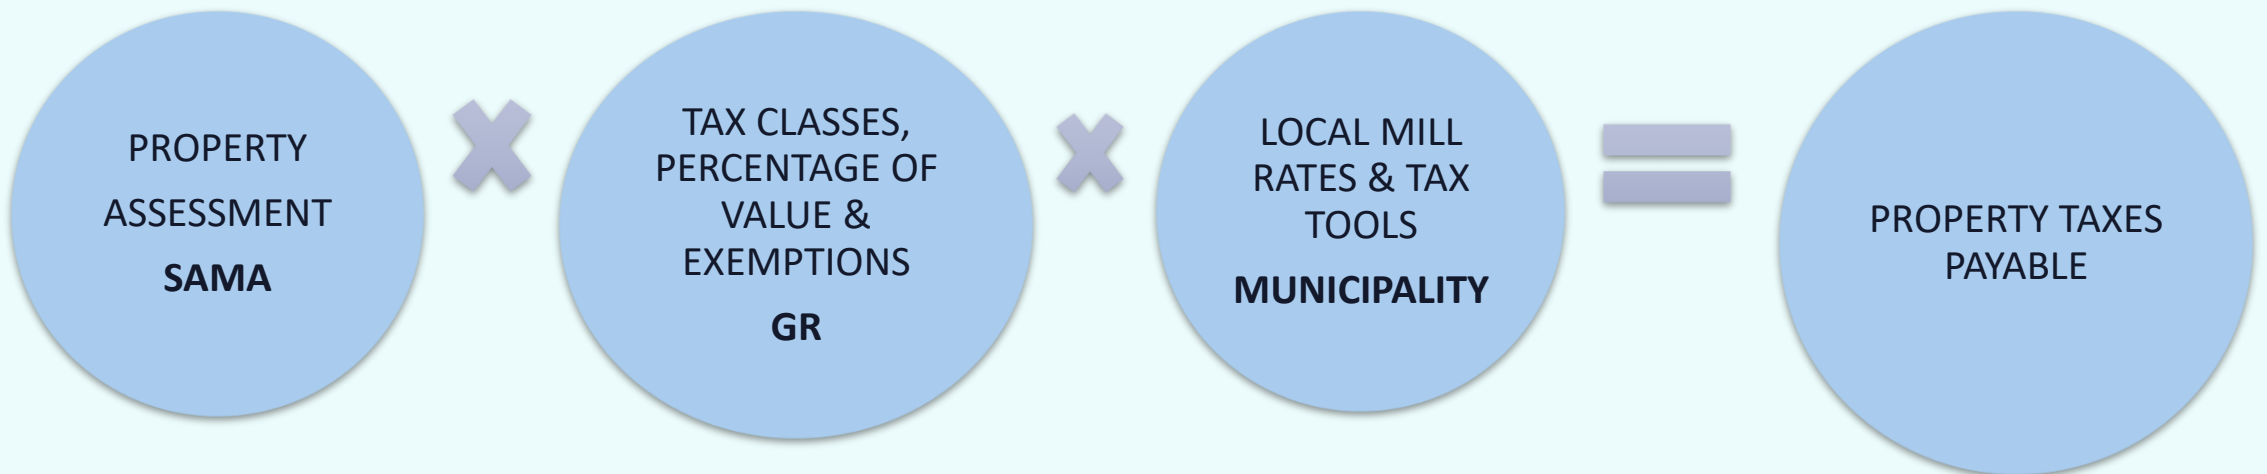 PROPERTY
ASSESSMENT
SAMA
TAX CLASSES,
PERCENTAGE OF
VALUE &
EXEMPTIONS
GR
LOCAL MILL
RATES & TAX
TOOLS
MUNICIPALITY
PROPERTY TAXES
PAYABLE